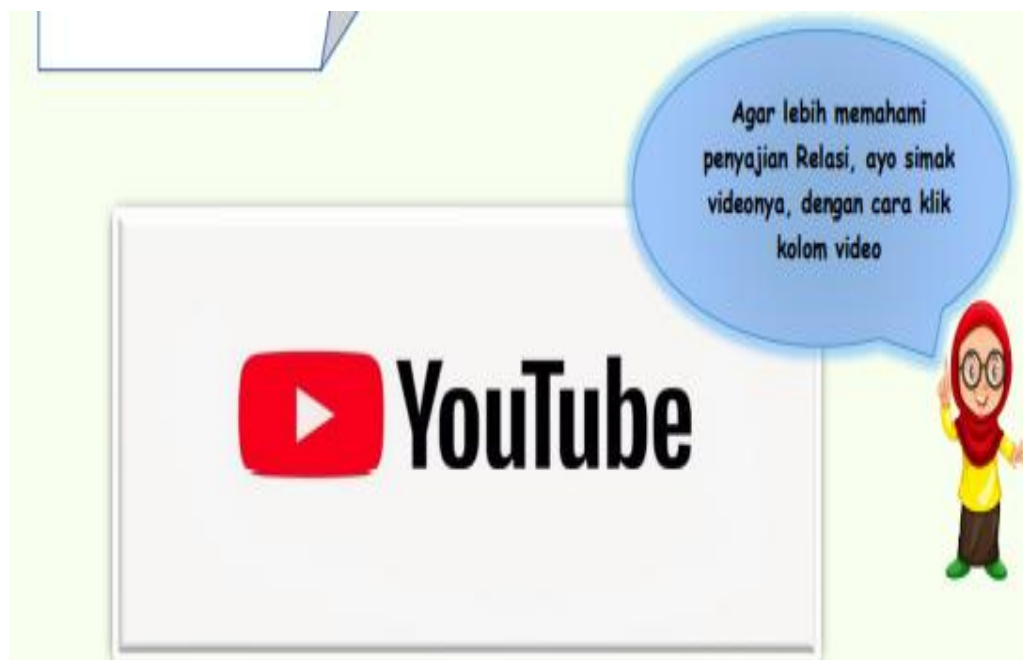 Agar lebih memahami
penyajian Relasi, ayo simak
videonya, dengan cara klik
kolom video
YouTube